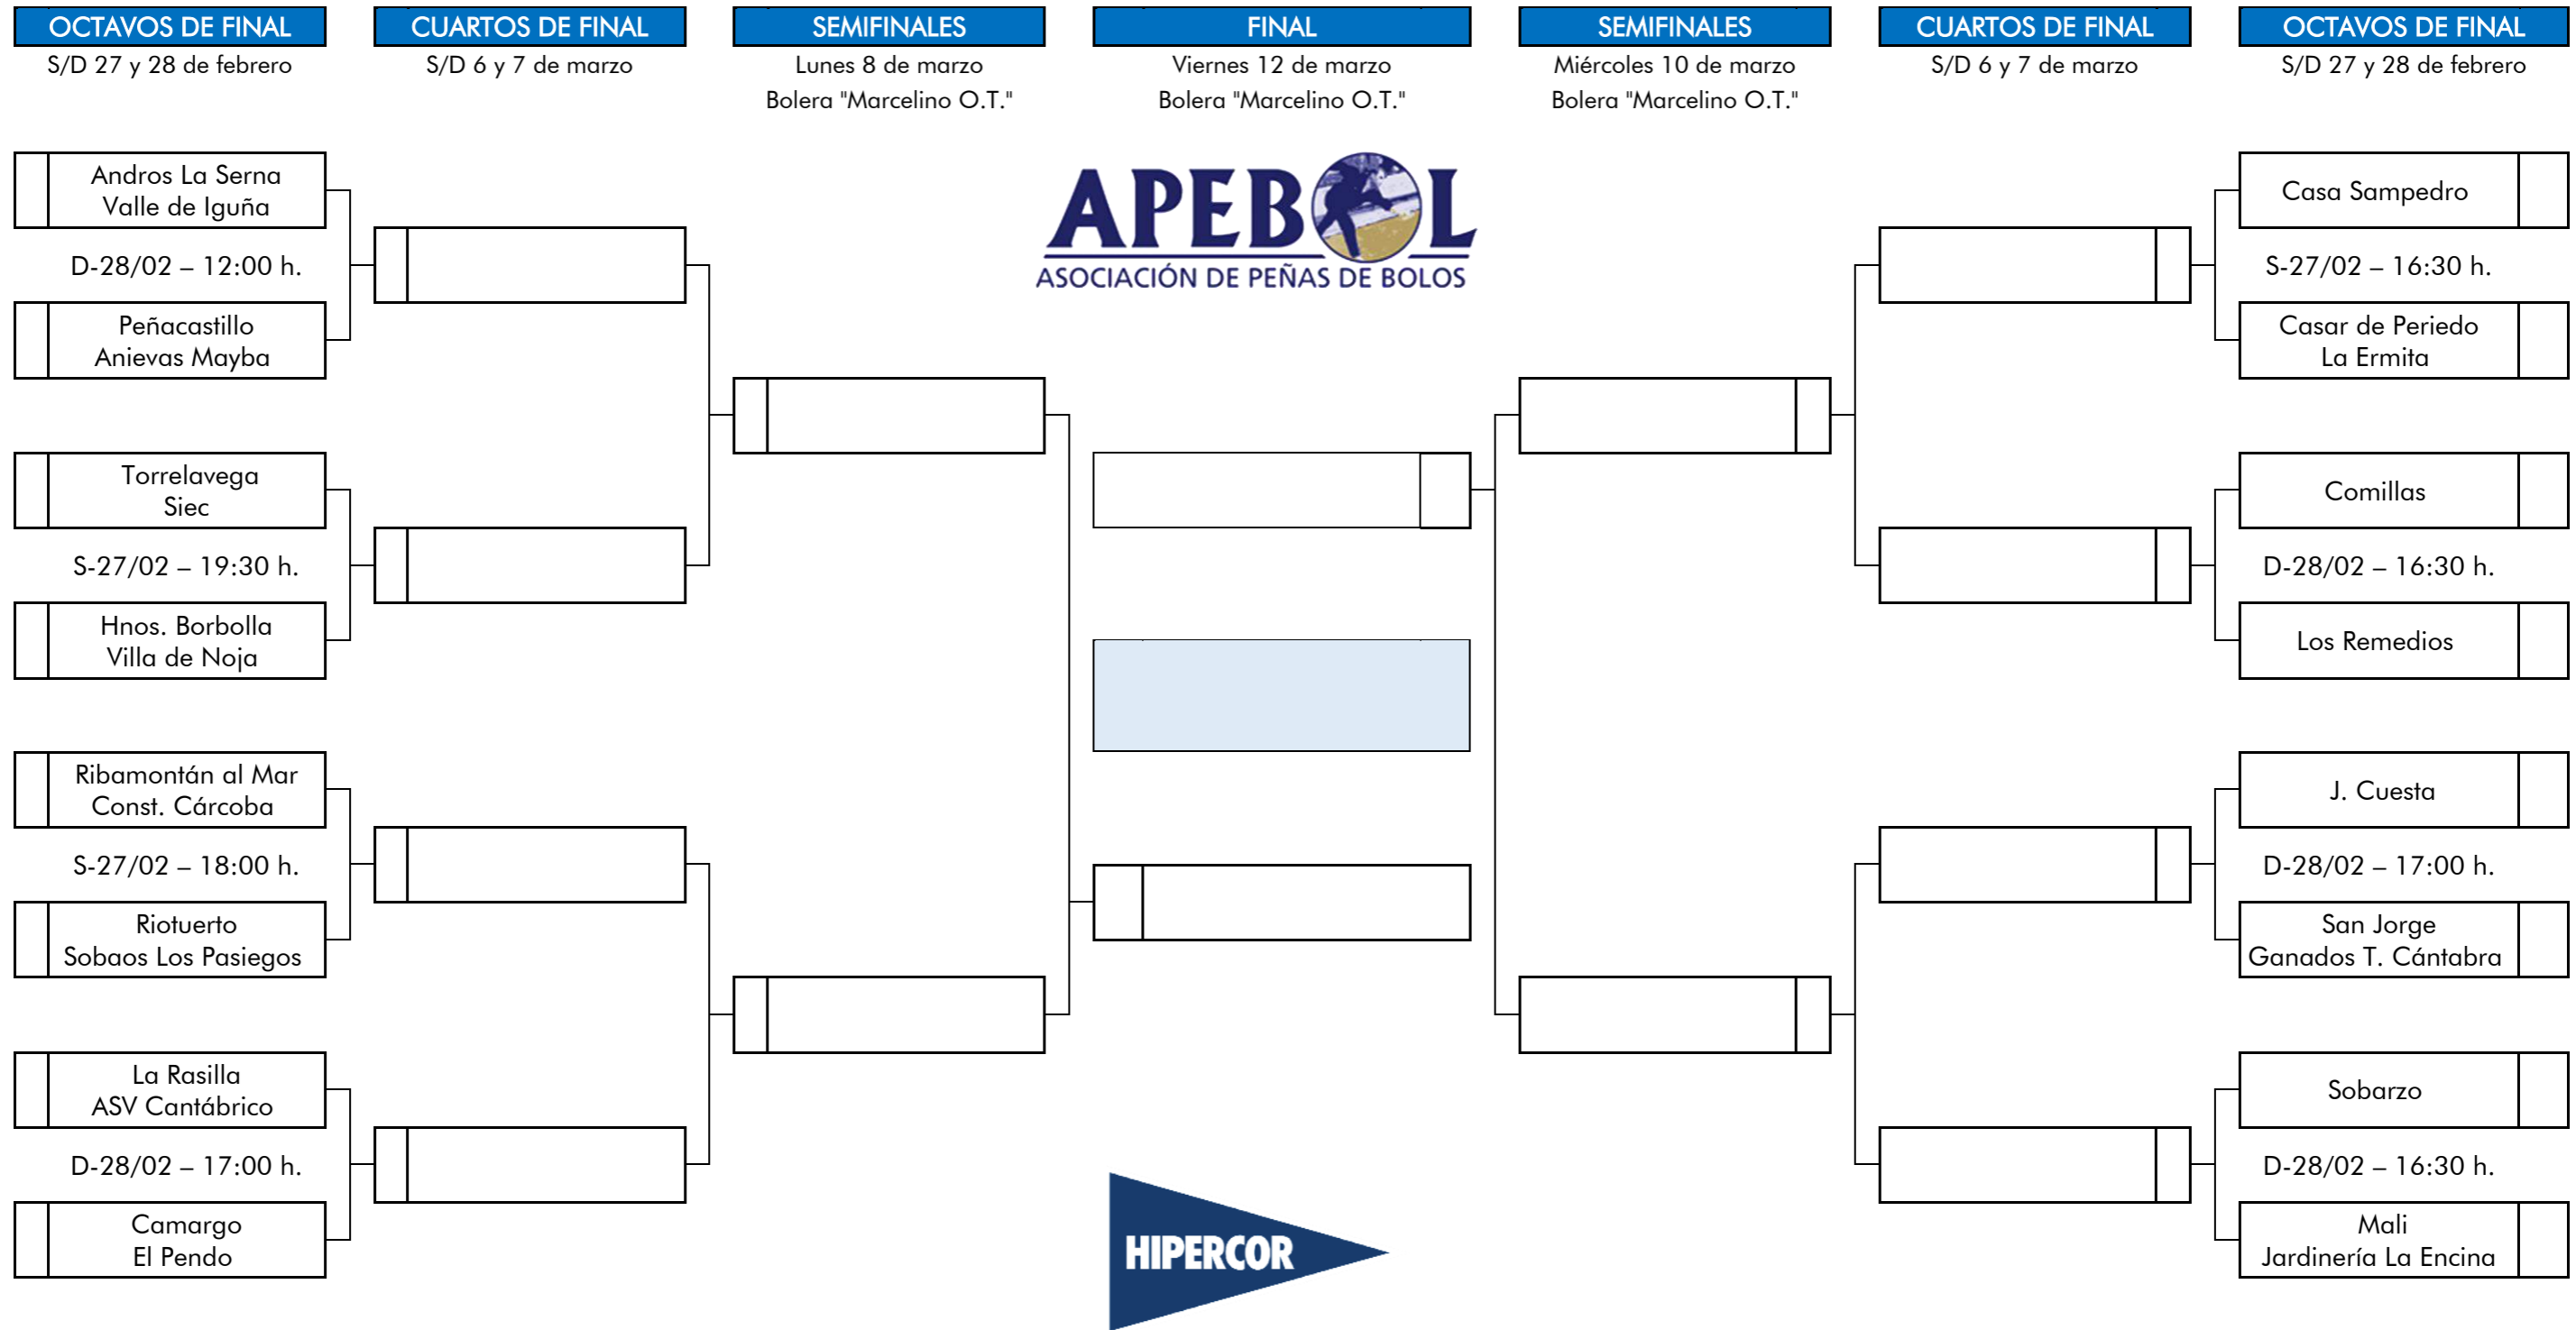 OCTAVOS DE FINAL
S/D 27 y 28 de febrero
CUARTOS DE FINAL
S/D 6 y 7 de marzo
SEMIFINALES
Lunes 8 de marzo
Bolera "Marcelino O.T."
FINAL
Viernes 12 de marzo
Bolera "Marcelino O.T."
SEMIFINALES
Miércoles 10 de marzo
Bolera "Marcelino O.T."
CUARTOS DE FINAL
S/D 6 y 7 de marzo
OCTAVOS DE FINAL
S/D 27 y 28 de febrero
Andros La Serna
Valle de Iguña
D-28/02 – 12:00 h.
Peñacastillo
Anievas Mayba
Torrelavega
Siec
S-27/02 – 19:30 h.
Hnos. Borbolla
Villa de Noja
Ribamontán al Mar
Const. Cárcoba
S-27/02 – 18:00 h.
Riotuerto
Sobaos Los Pasiegos
La Rasilla
ASV Cantábrico
D-28/02 – 17:00 h.
Camargo
El Pendo
APEBOL
ASOCIACIÓN DE PEÑAS DE BOLOS
HIPERCOR
Casa Sampedro
S-27/02 – 16:30 h.
Casar de Periedo
La Ermita
Comillas
D-28/02 – 16:30 h.
Los Remedios
J. Cuesta
D-28/02 – 17:00 h.
San Jorge
Ganados T. Cántabra
Sobarzo
D-28/02 – 16:30 h.
Mali
Jardinería La Encina